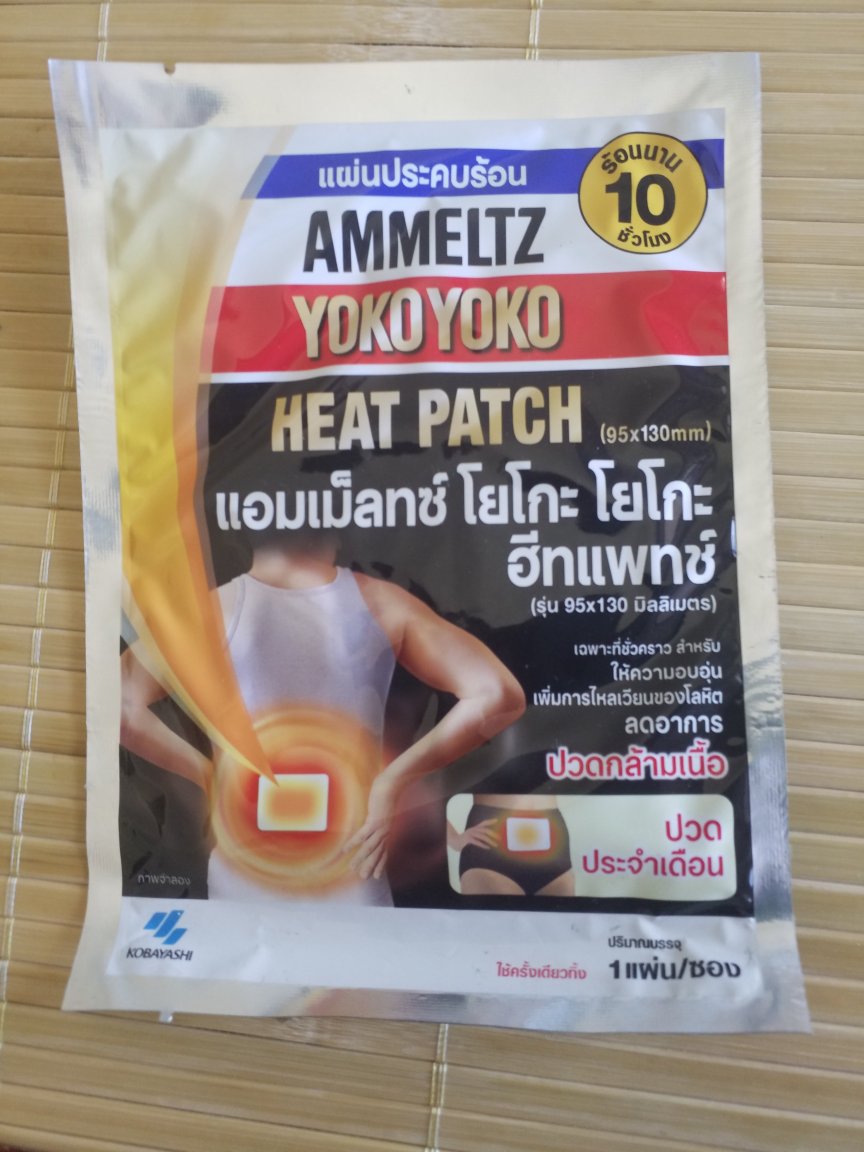 แผ่นประคบร้อน
ร้อนนาน
10
ชั่วโมง
AMMELTZ
YOKO YOKO
HEAT PATCH (95x130mm)
แอมเม็ลทซ์ โยโกะ โยโกะ
ฮีทแพทช์
(รุ่น 95x130 มิลลิเมตร)
เฉพาะที่ชั่วคราว สำหรับ
ให้ความอบอุ่น
เพิ่มการไหลเวียนของโลหิต
ลดอาการ
ปวดกล้ามเนื้อ
ปวด
ประจำเดือน
ภาพจำลอง
KOBAYASHI
ปริมาณบรรจุ
ใช้ครั้งเดียวทิ้ง 1 แผ่น/ซอง